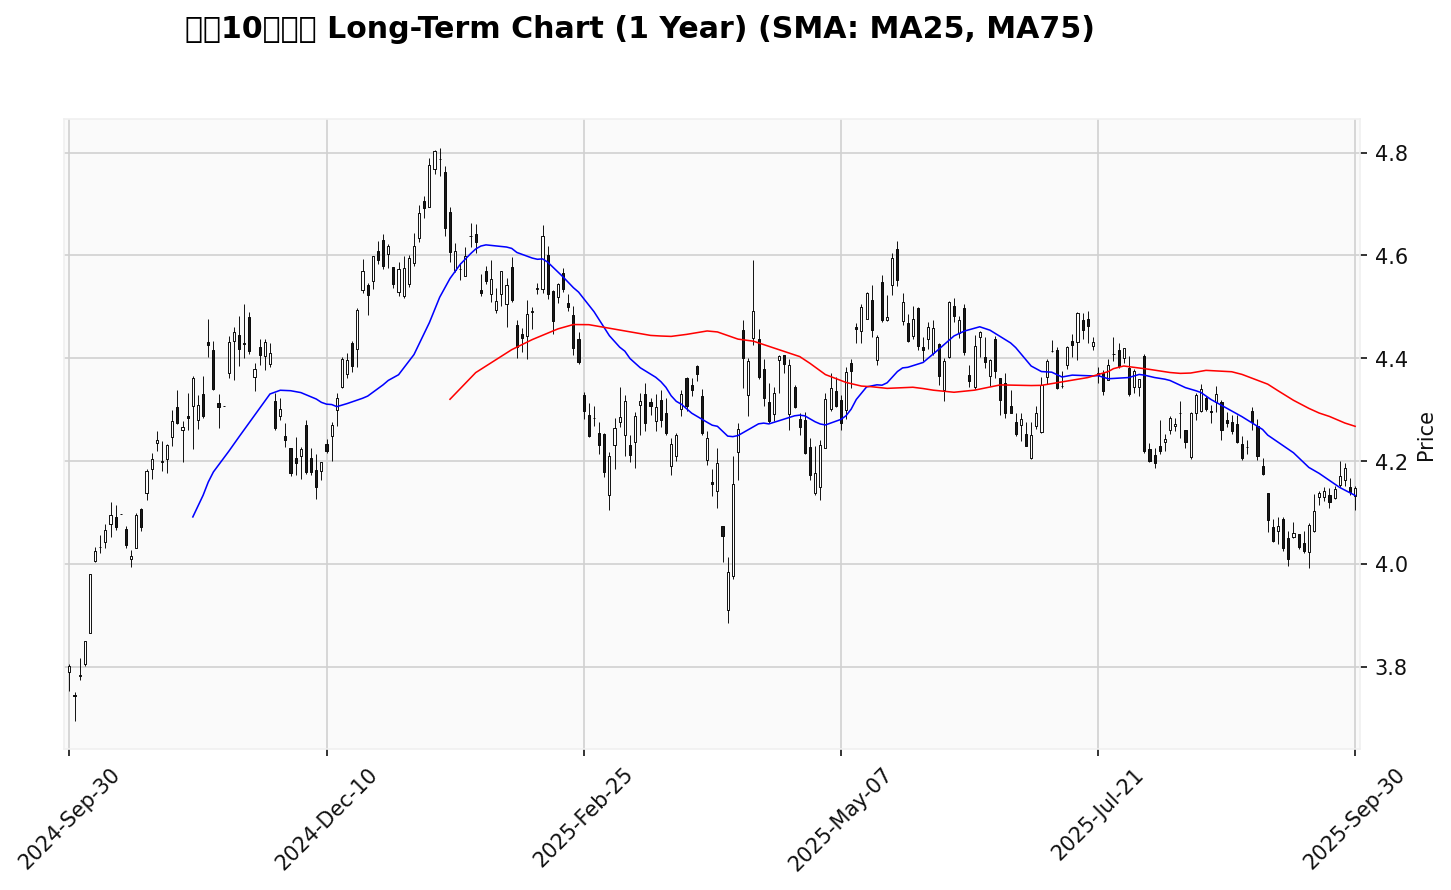 10 Long-Term Chart (1 Year) (SMA: MA25, MA75)
4.8
4.6
4.4
4.2
4.0
3.8
Price
2024-Sep-30
2024-Dec-10
2025-Feb-25
2025-May-07
2025-Jul-21
2025-Sep-30